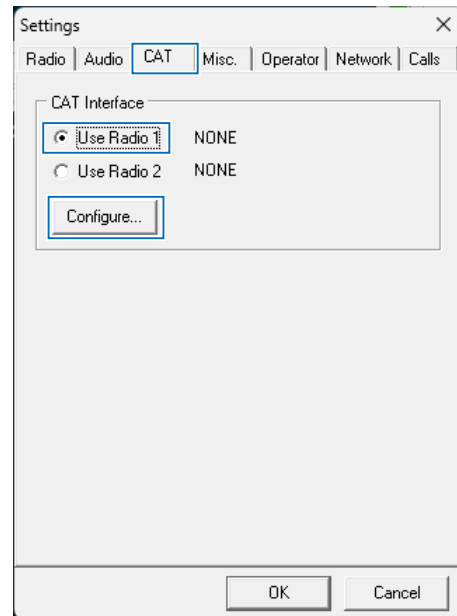 Settings
Radio Audio CAT Misc. Operator Network Calls
CAT Interface
Use Radio 1 NONE
Use Radio 2 NONE
Configure...
OK Cancel